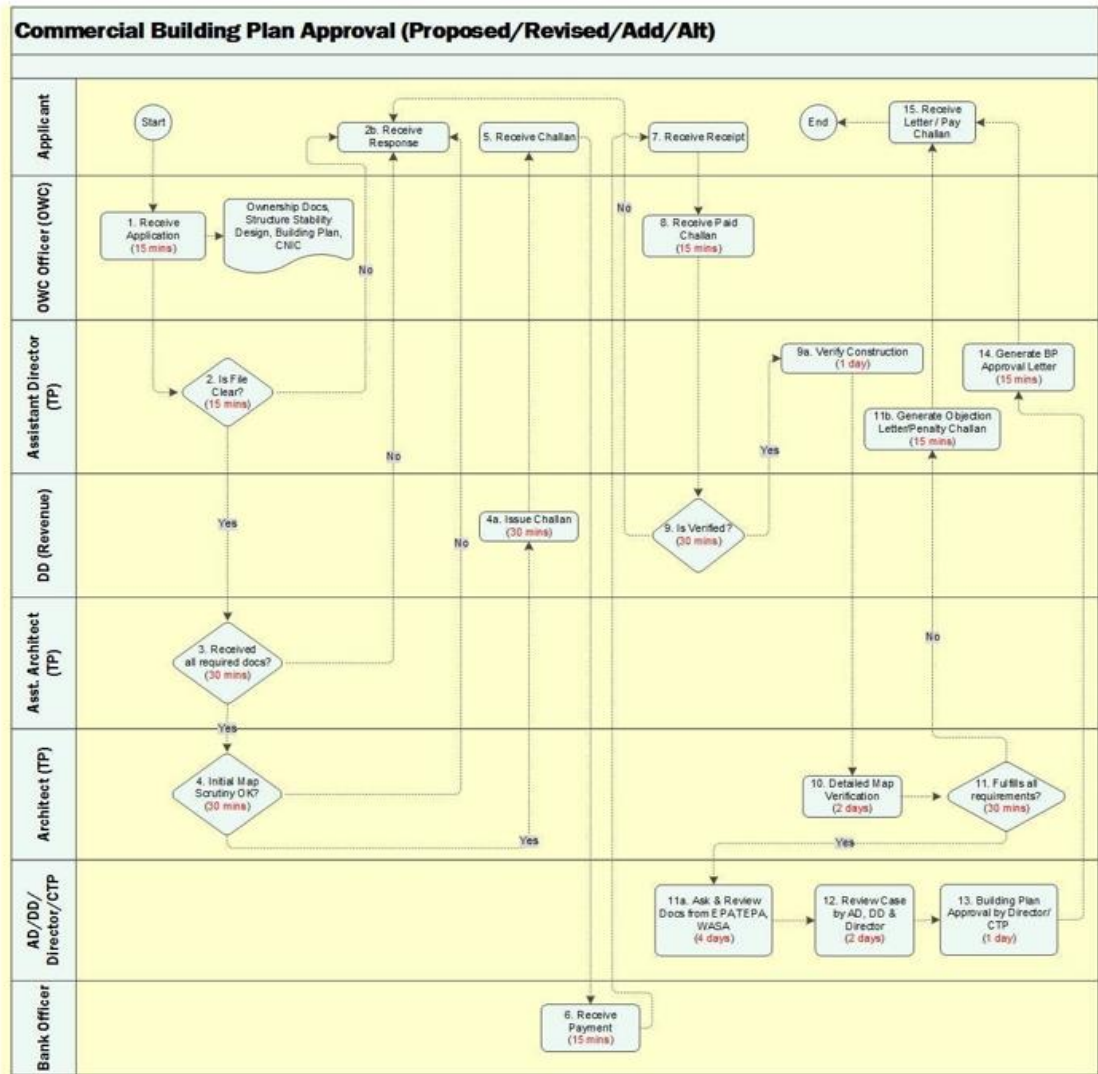 Commercial Building Plan Approval (Proposed/Revised/Add/Alt)
Applicant
Start
2b. Receive
Response
5. Receive Challan
7. Receive Receipt
End
15. Receive
Letter / Pay
Challan
OWC Officer (OWC)
1. Receive
Application
(15 mins)
Ownership Docs,
Structure Stability
Design, Building Plan,
CNIC
No
No
8. Receive Paid
Challan
(15 mins)
Assistant Director
(TP)
2. Is File
Clear?
(15 mins)
No
9a. Verify Construction
(1 day)
14. Generate BP
Approval Letter
(15 mins)
11b. Generate Objection
Letter/Penalty Challan
(15 mins)
Yes
DD (Revenue)
Yes
No
4a. Issue Challan
(30 mins)
9. Is Verified?
(30 mins)
Asst. Architect
(TP)
3. Received
all required docs?
(30 mins)
No
Yes
Architect (TP)
4. Initial Map
Scrutiny OK?
(30 mins)
Yes
10. Detailed Map
Verification
(2 days)
11. Fulfills all
requirements?
(30 mins)
Yes
AD/DD/
Director/CTP
11a. Ask & Review
Docs from EPA,TEPA,
WASA
(4 days)
12. Review Case
by AD, DD &
Director
(2 days)
13. Building Plan
Approval by Director/
CTP
(1 day)
Bank Officer
6. Receive
Payment
(15 mins)